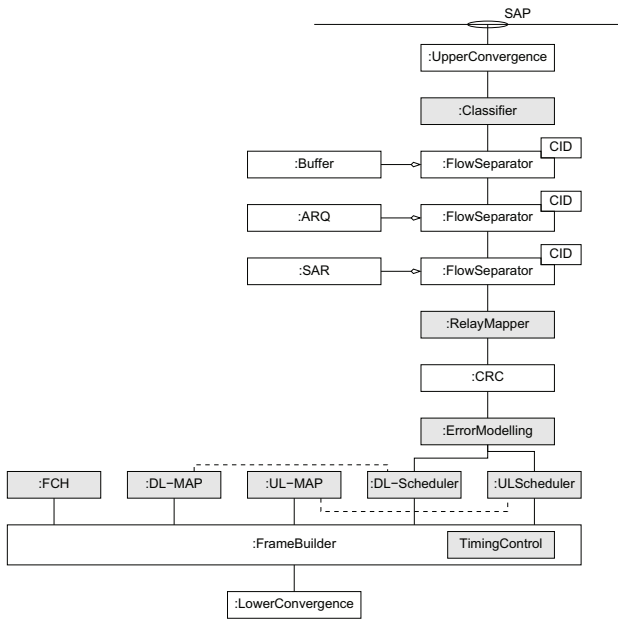 SAP
:UpperConvergence
:Classifier
CID
:Buffer
:FlowSeparator
CID
:ARQ
:FlowSeparator
CID
:SAR
:FlowSeparator
:RelayMapper
:CRC
:ErrorModelling
:FCH
:DL−MAP
:UL−MAP
:DL−Scheduler
:ULScheduler
:FrameBuilder
TimingControl
:LowerConvergence